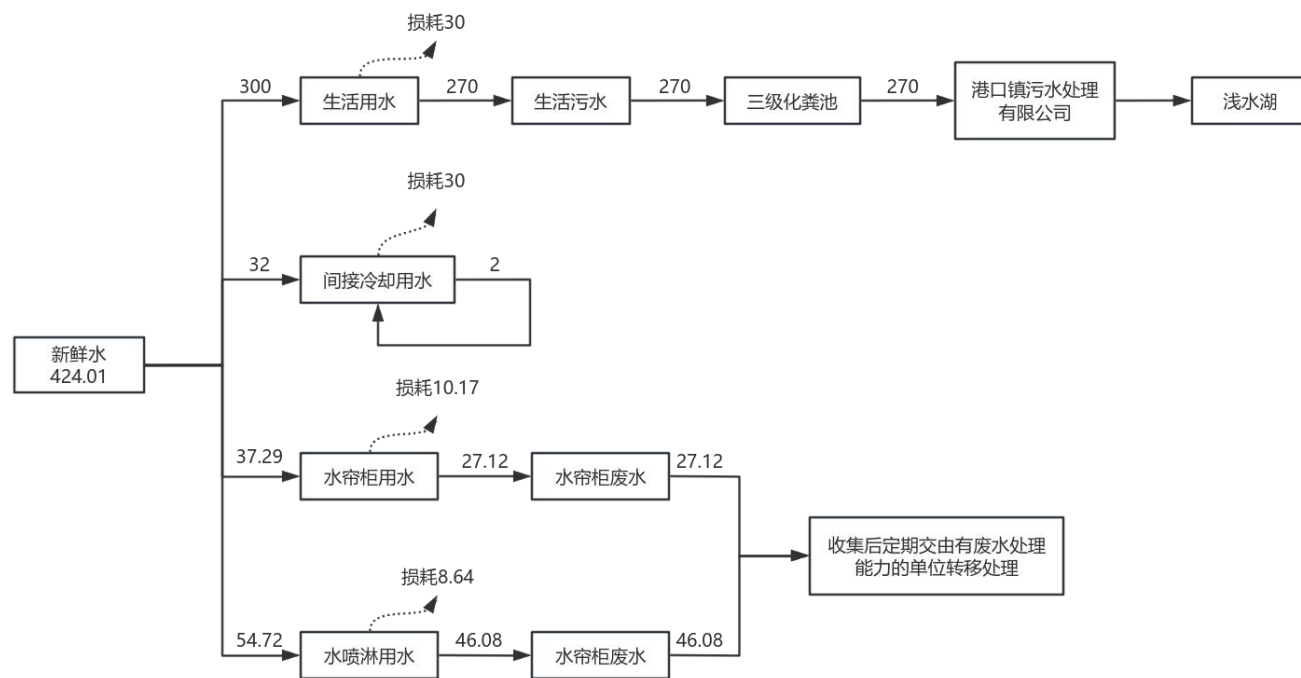 损耗30
300
生活用水
270
生活污水
270
三级化粪池
270
港口镇污水处理
有限公司
浅水湖
损耗30
32
间接冷却用水
2
新鲜水
424.01
损耗10.17
37.29
水帘柜用水
27.12
水帘柜废水
27.12
收集后定期交由有废水处理
能力的单位转移处理
损耗8.64
54.72
水喷淋用水
46.08
水帘柜废水
46.08